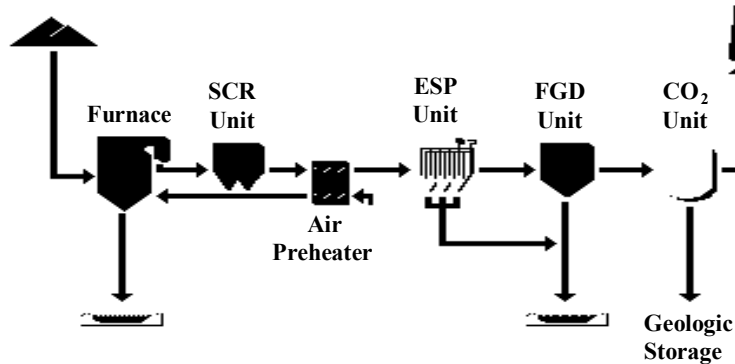 SCR
Unit
ESP
Unit
FGD
Unit
CO₂
Unit
Furnace
Air
Preheater
Geologic
Storage